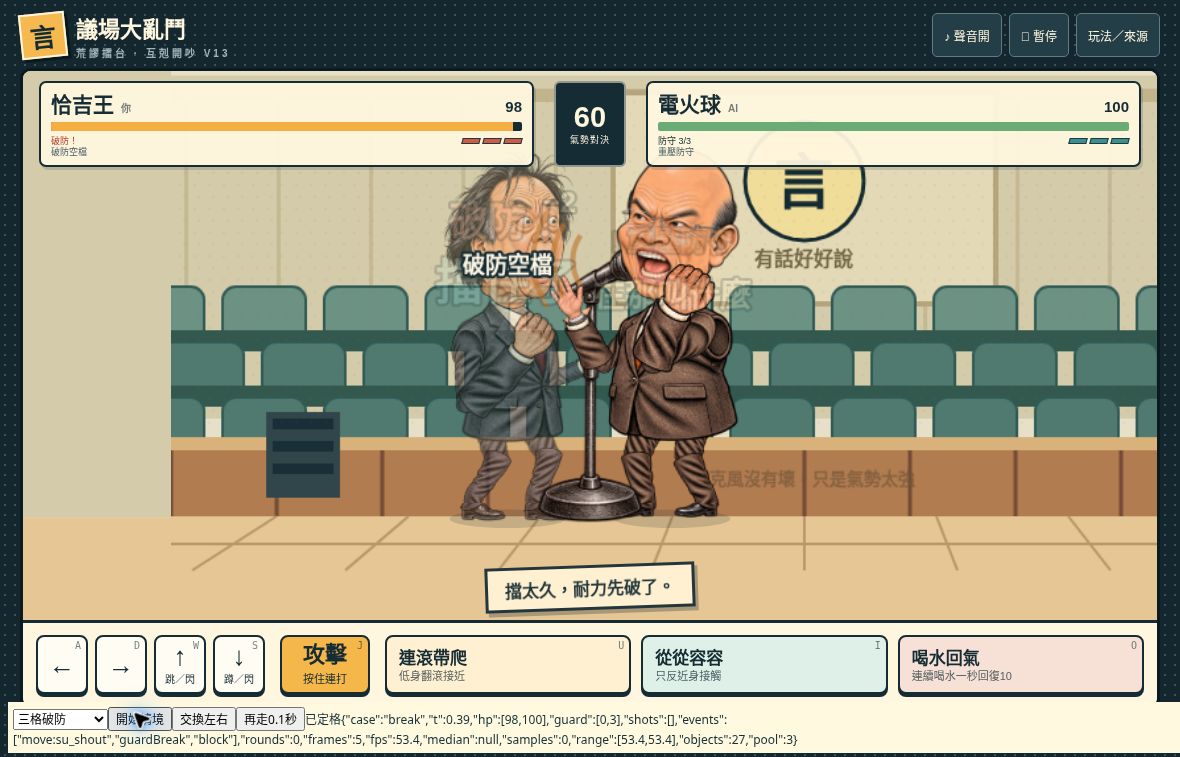 言
議場大亂鬥
荒謬擂台 · 互剋開吵 V13
♪ 聲音開
暫停
玩法／來源
恰吉王 你
98
破防！
破防空檔
60
氣勢對決
電火球 AI
100
防守 3/3
重壓防守
言
有話好好說
破防空檔
克風沒有壞 只是氣勢太強
擋太久，耐力先破了。
← A
→ D
↑ W
跳／閃
↓ S
蹲／閃
攻擊 J
按住連打
連滾帶爬 U
低身翻滾接近
從從容容 I
只反近身接觸
喝水回氣 O
連續喝水一秒回復10
三格破防
交換左右
再走0.1秒
已定格{"case":"break","t":0.39,"hp":[98,100],"guard":[0,3],"shots":[],"events":
["move:su_shout","guardBreak","block"],"rounds":0,"frames":5,"fps":53.4,"median":null,"samples":0,"range":[53.4,53.4],"objects":27,"pool":3}